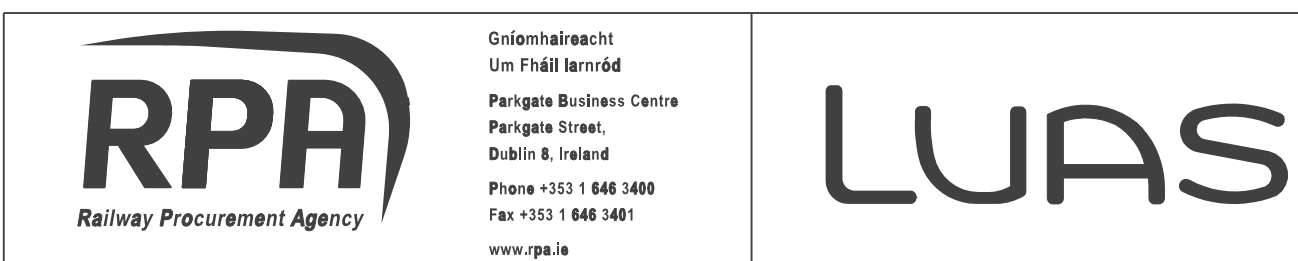 RPA
Railway Procurement Agency
Gníomhaireacht
Um Fháil Iarnród
Parkgate Business Centre
Parkgate Street,
Dublin 8, Ireland
Phone +353 1 646 3400
Fax +353 1 646 3401
www.rpa.ie
LUAS